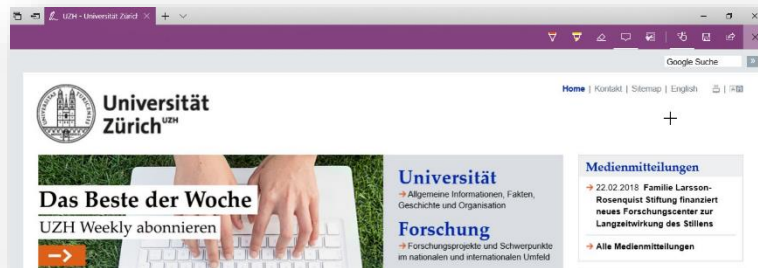 UZH - Universität Zürich
Google Suche
Home | Kontakt | Sitemap | English
Universität
Zürich UZH
Das Beste der Woche
UZH Weekly abonnieren
Universität
Allgemeine Informationen, Fakten,
Geschichte und Organisation
Forschung
Forschungsprojekte und Schwerpunkte
im nationalen und internationalen Umfeld
Medienmitteilungen
22.02.2018 Familie Larsson-
Rosenquist Stiftung finanziert
neues Forschungscenter zur
Langzeitwirkung des Stillens
Alle Medienmitteilungen